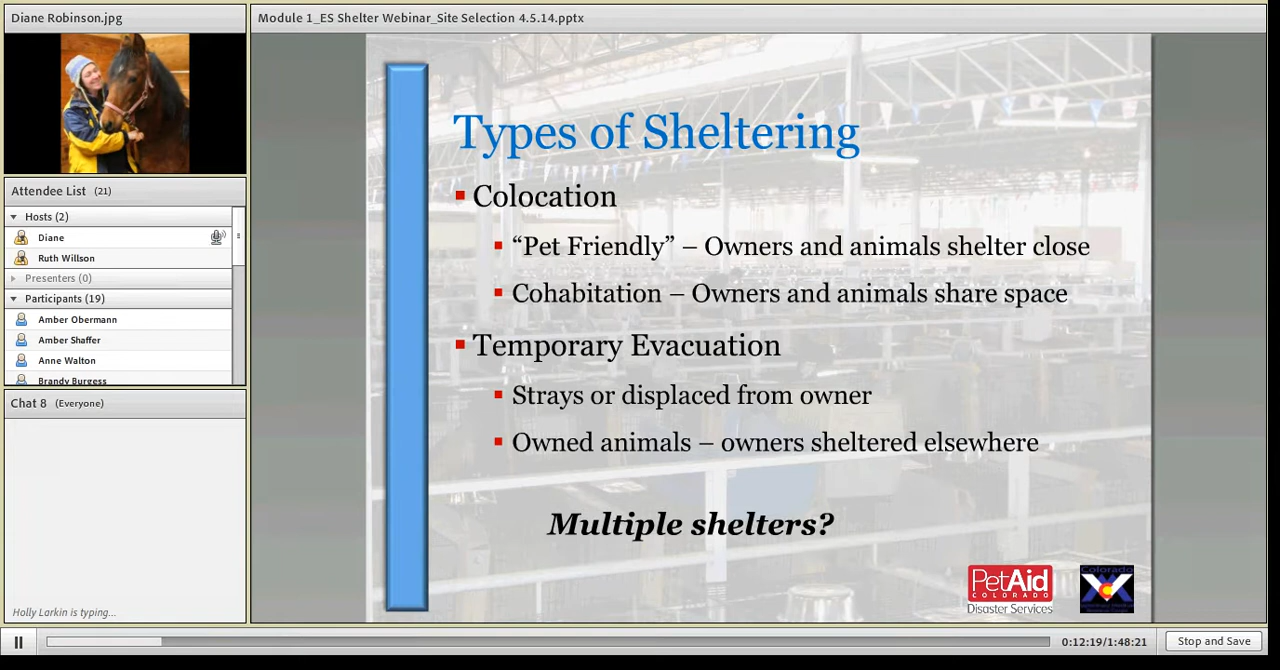 Diane Robinson.jpg
Module 1_ES Shelter Webinar_Site Selection 4.5.14.pptx
Attendee List (21)
Hosts (2)
Diane
Ruth Willson
Presenters (0)
Participants (19)
Amber Obermann
Amber Shaffer
Anne Walton
Brandy Burgess
Chat 8 (Everyone)
Holly Larkin is typing...
Types of Sheltering
Colocation
“Pet Friendly” – Owners and animals shelter close
Cohabitation – Owners and animals share space
Temporary Evacuation
Strays or displaced from owner
Owned animals – owners sheltered elsewhere
Multiple shelters?
PetAid
COLORADO
Disaster Services
Colorado
0:12:19/1:48:21
Stop and Save